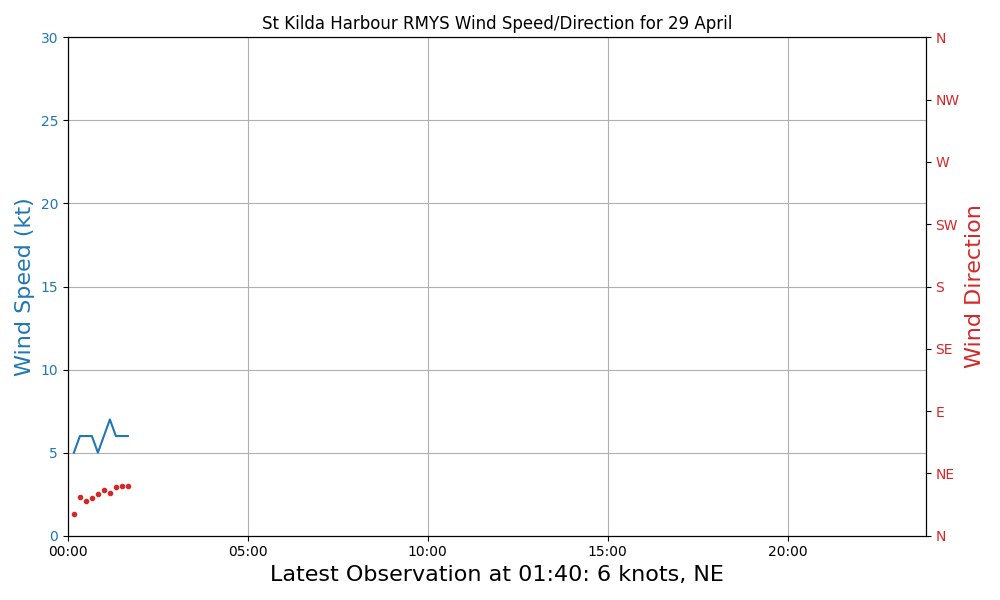 St Kilda Harbour RMYS Wind Speed/Direction for 29 April
30
25
20
15
10
5
0
Wind Speed (kt)
N
NW
W
SW
S
SE
E
NE
N
Wind Direction
00:00 05:00 10:00 15:00 20:00
Latest Observation at 01:40: 6 knots, NE